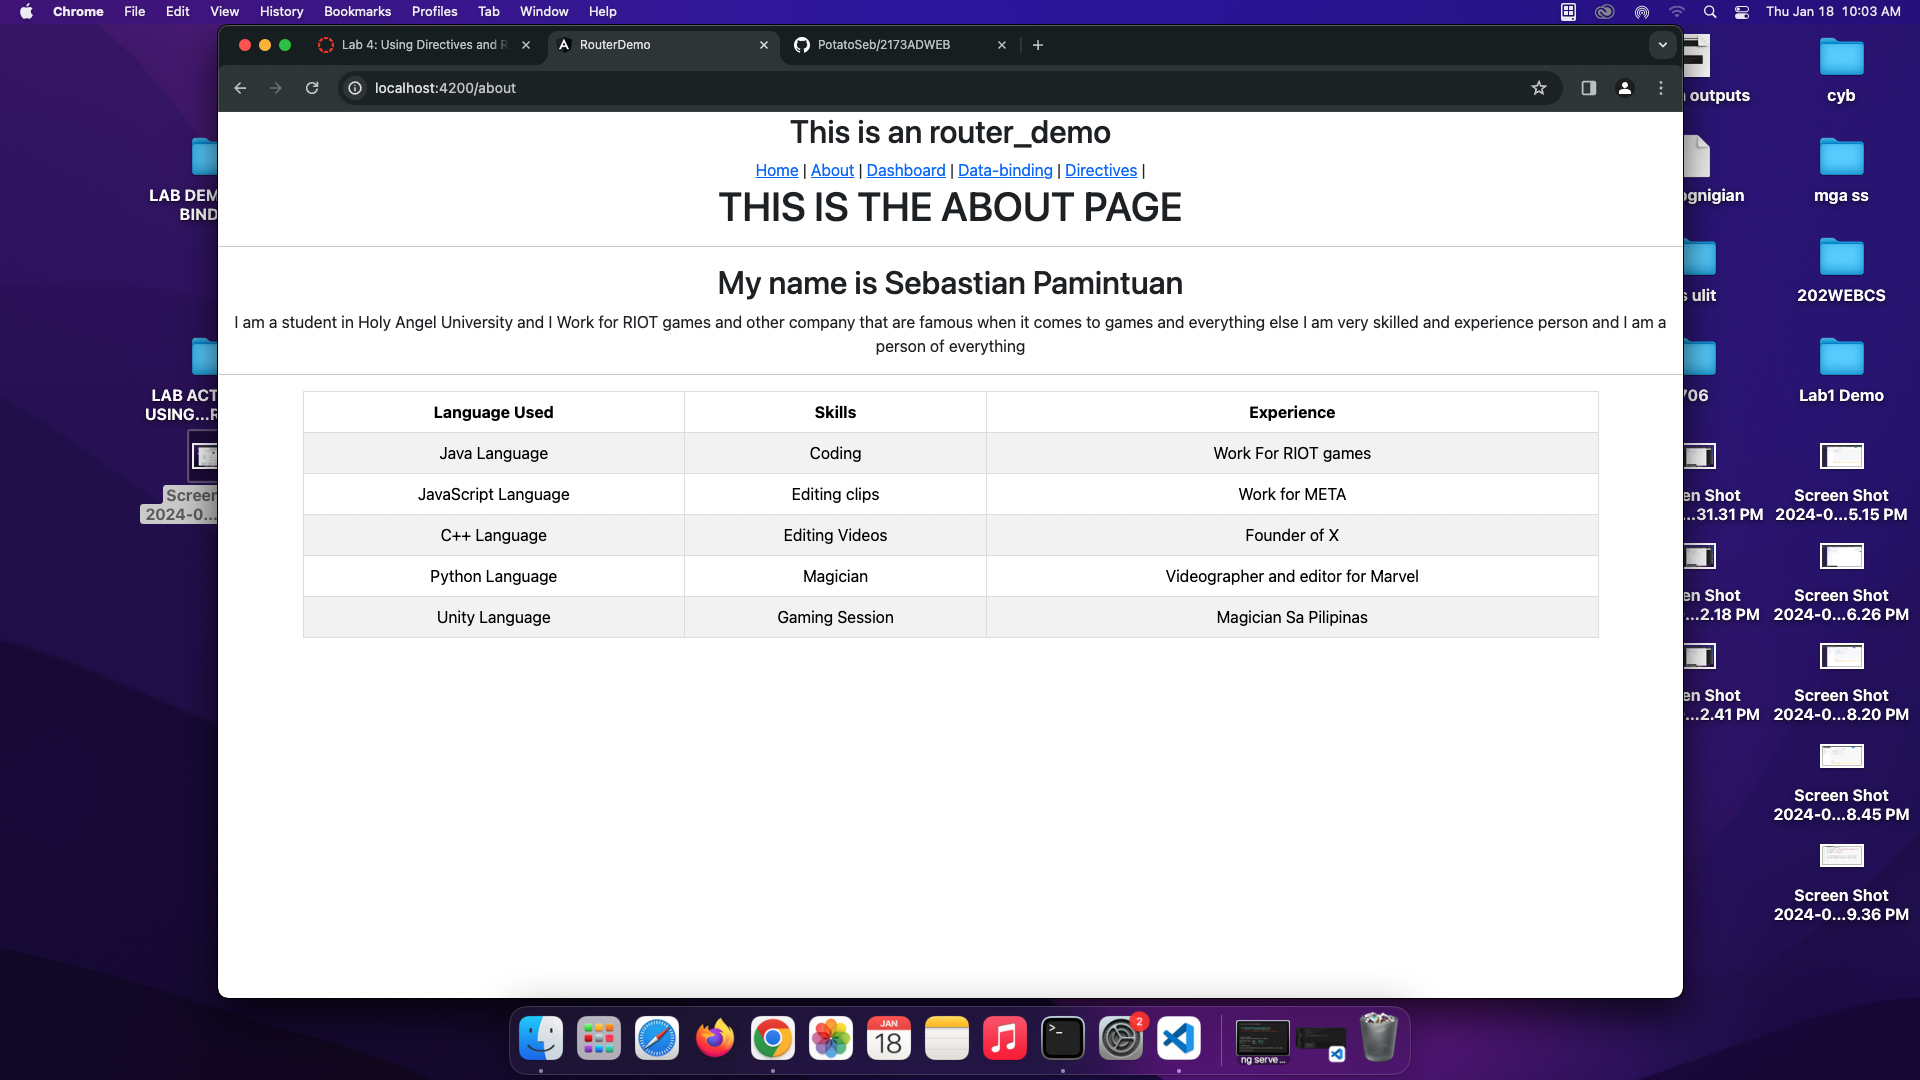 Chrome File Edit View History Bookmarks Profiles Tab Window Help
Thu Jan 18 10:03 AM
Lab 4: Using Directives and R
RouterDemo
PotatoSeb/2173ADWEB
localhost:4200/about
This is an router_demo
Home | About | Dashboard | Data-binding | Directives |
THIS IS THE ABOUT PAGE
My name is Sebastian Pamintuan
I am a student in Holy Angel University and I Work for RIOT games and other company that are famous when it comes to games and everything else I am very skilled and experience person and I am a
person of everything
Language Used Skills Experience
Java Language Coding Work For RIOT games
JavaScript Language Editing clips Work for META
C++ Language Editing Videos Founder of X
Python Language Magician Videographer and editor for Marvel
Unity Language Gaming Session Magician Sa Pilipinas
LAB DEM
BIND
LAB ACT
USING...R
Screen
2024-0...
outputs
cyb
ognigian
mga ss
s ulit
202WEBCS
706
Lab1 Demo
en Shot
...31.31 PM
Screen Shot
2024-0...5.15 PM
en Shot
...2.18 PM
Screen Shot
2024-0...6.26 PM
en Shot
...2.41 PM
Screen Shot
2024-0...8.20 PM
Screen Shot
2024-0...8.45 PM
Screen Shot
2024-0...9.36 PM
JAN
18
2
ng serve...